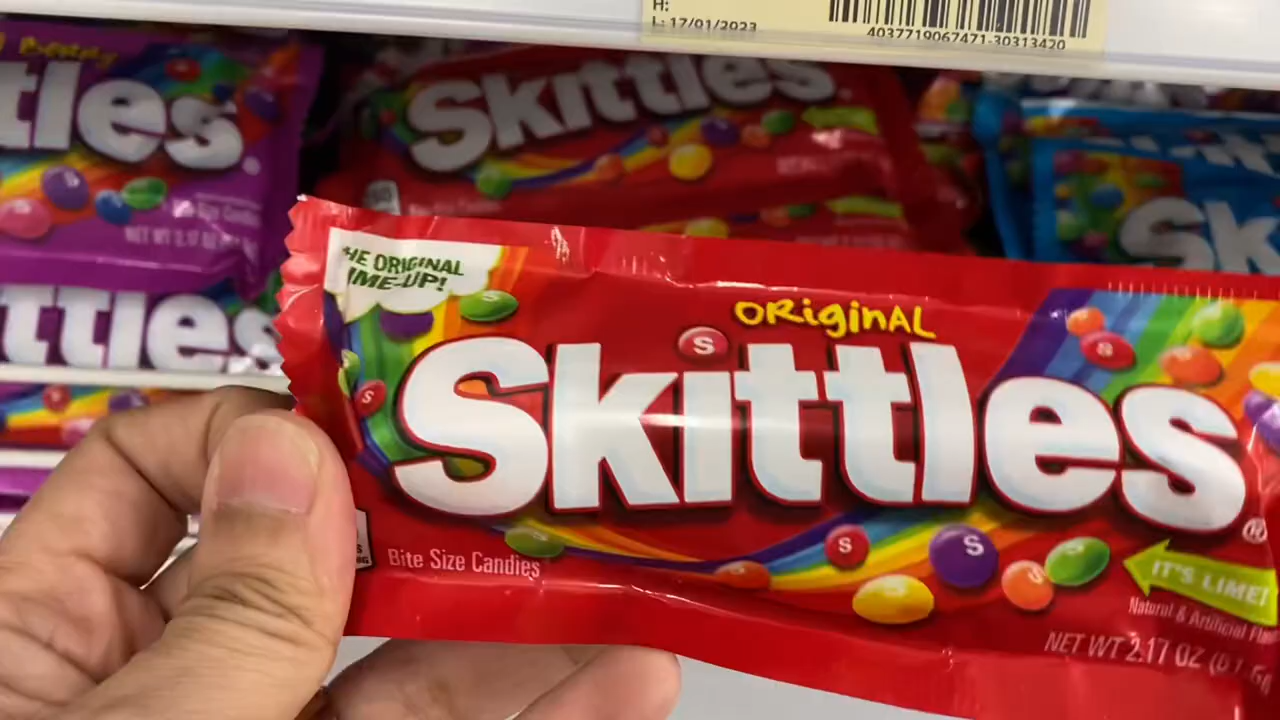 H:
L: 17/01/2023
4037719067471-30313420
ttles
Skittles
Sk
ttles
HE ORIGINAL
IME-UP!
ORiginAL
Skittles®
S
S
S
S
S
S
Bite Size Candies
IT'S LIME!
Natural & Artificial
NET WT 2.17 OZ